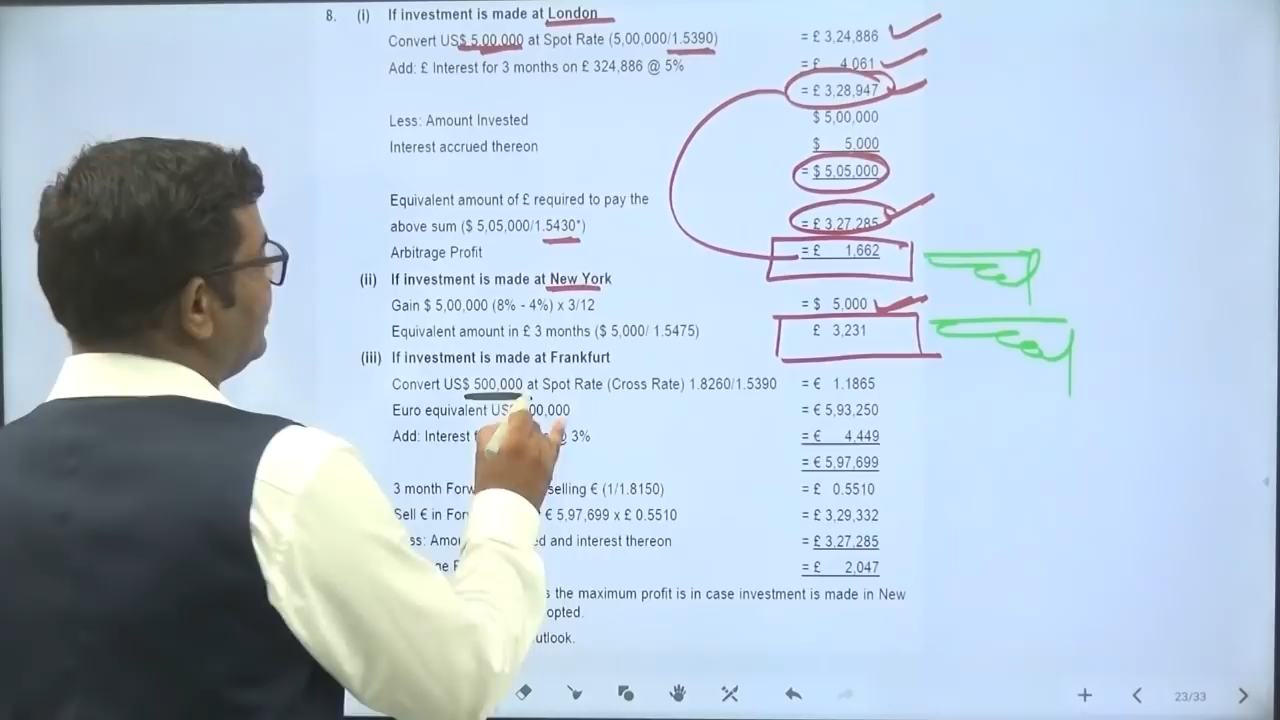 8. (i) If investment is made at London
Convert US$ 5,00,000 at Spot Rate (5,00,000/1.5390) = £ 3,24,886
Add: £ Interest for 3 months on £ 324,886 @ 5% = £ 4,061
= £ 3,28,947
Less: Amount Invested $ 5,00,000
Interest accrued thereon $ 5,000
= $ 5,05,000
Equivalent amount of £ required to pay the
above sum ($ 5,05,000/1.5430*) = £ 3,27,285
Arbitrage Profit = £ 1,662
(ii) If investment is made at New York
Gain $ 5,00,000 (8% - 4%) x 3/12 = $ 5,000
Equivalent amount in £ 3 months ($ 5,000/ 1.5475) £ 3,231
(iii) If investment is made at Frankfurt
Convert US$ 500,000 at Spot Rate (Cross Rate) 1.8260/1.5390 = € 1.1865
Euro equivalent = € 5,93,250
Add: Interest 3% = € 4,449
= € 5,97,699
3 month selling € (1/1.8150) = £ 0.5510
Sell € in € 5,97,699 x £ 0.5510 = £ 3,29,332
and interest thereon = £ 3,27,285
= £ 2,047
the maximum profit is in case investment is made in New
23/33